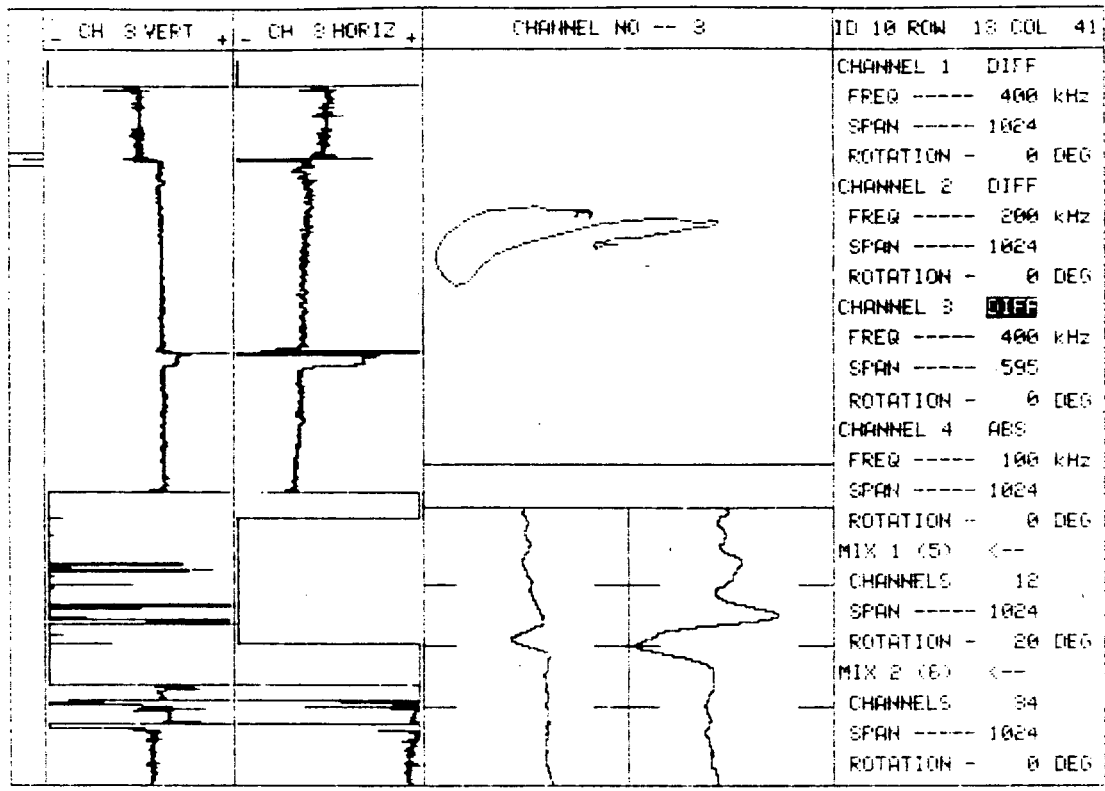 - CH 3 VERT +
- CH 3 HORIZ +
CHANNEL NO -- 3
ID 10 ROW 13 COL 41
CHANNEL 1 DIFF
FREQ ----- 400 kHz
SPAN ----- 1024
ROTATION - 0 DEG
CHANNEL 2 DIFF
FREQ ----- 200 kHz
SPAN ----- 1024
ROTATION - 0 DEG
CHANNEL 3 DIFF
FREQ ----- 400 kHz
SPAN ----- 595
ROTATION - 0 DEG
CHANNEL 4 ABS
FREQ ----- 100 kHz
SPAN ----- 1024
ROTATION - 0 DEG
MIX 1 (5) <--
CHANNELS 12
SPAN ----- 1024
ROTATION - 20 DEG
MIX 2 (6) <--
CHANNELS 34
SPAN ----- 1024
ROTATION - 0 DEG